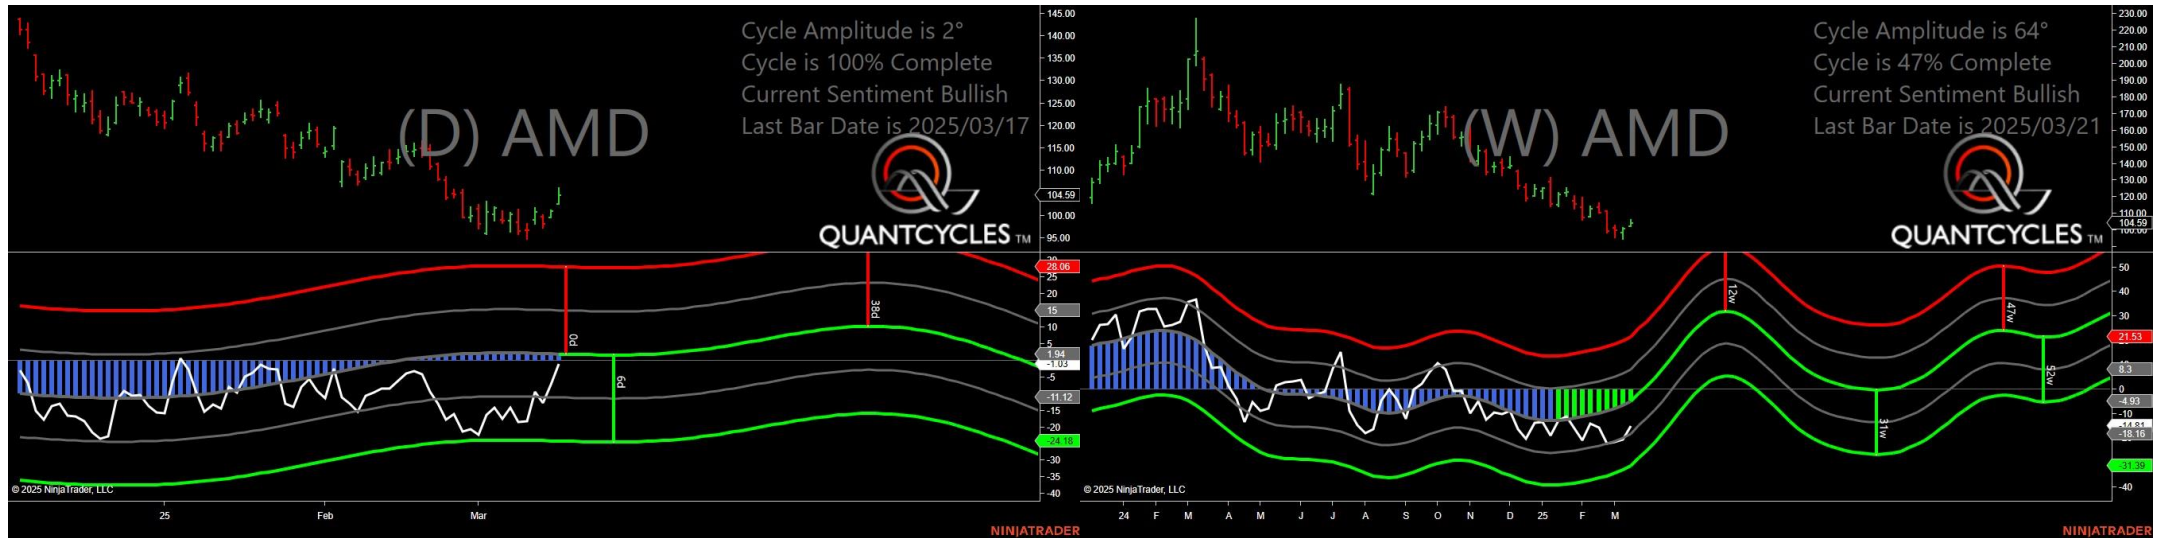 Cycle Amplitude is 2°
Cycle is 100% Complete
Current Sentiment Bullish
Last Bar Date is 2025/03/17
(D) AMD
QUANTCYCLES TM
145.00
140.00
135.00
130.00
125.00
120.00
115.00
110.00
104.59
100.00
95.00
28.06
25
20
15
10
5
1.94
-1.03
-5
-11.12
-15
-20
-24.18
-30
-35
-40
0d
6d
38d
© 2025 NinjaTrader, LLC
25 Feb Mar
NINJATRADER
Cycle Amplitude is 64°
Cycle is 47% Complete
Current Sentiment Bullish
Last Bar Date is 2025/03/21
(W) AMD
QUANTCYCLES TM
230.00
220.00
210.00
200.00
190.00
180.00
170.00
160.00
150.00
140.00
130.00
120.00
110.00
104.59
100.00
50
40
30
21.53
8.3
0
-4.93
-10
-14.81
-18.16
-31.39
-40
12w
31w
47w
52w
© 2025 NinjaTrader, LLC
24 F M A M J J A S O N D 25 F M
NINJATRADER